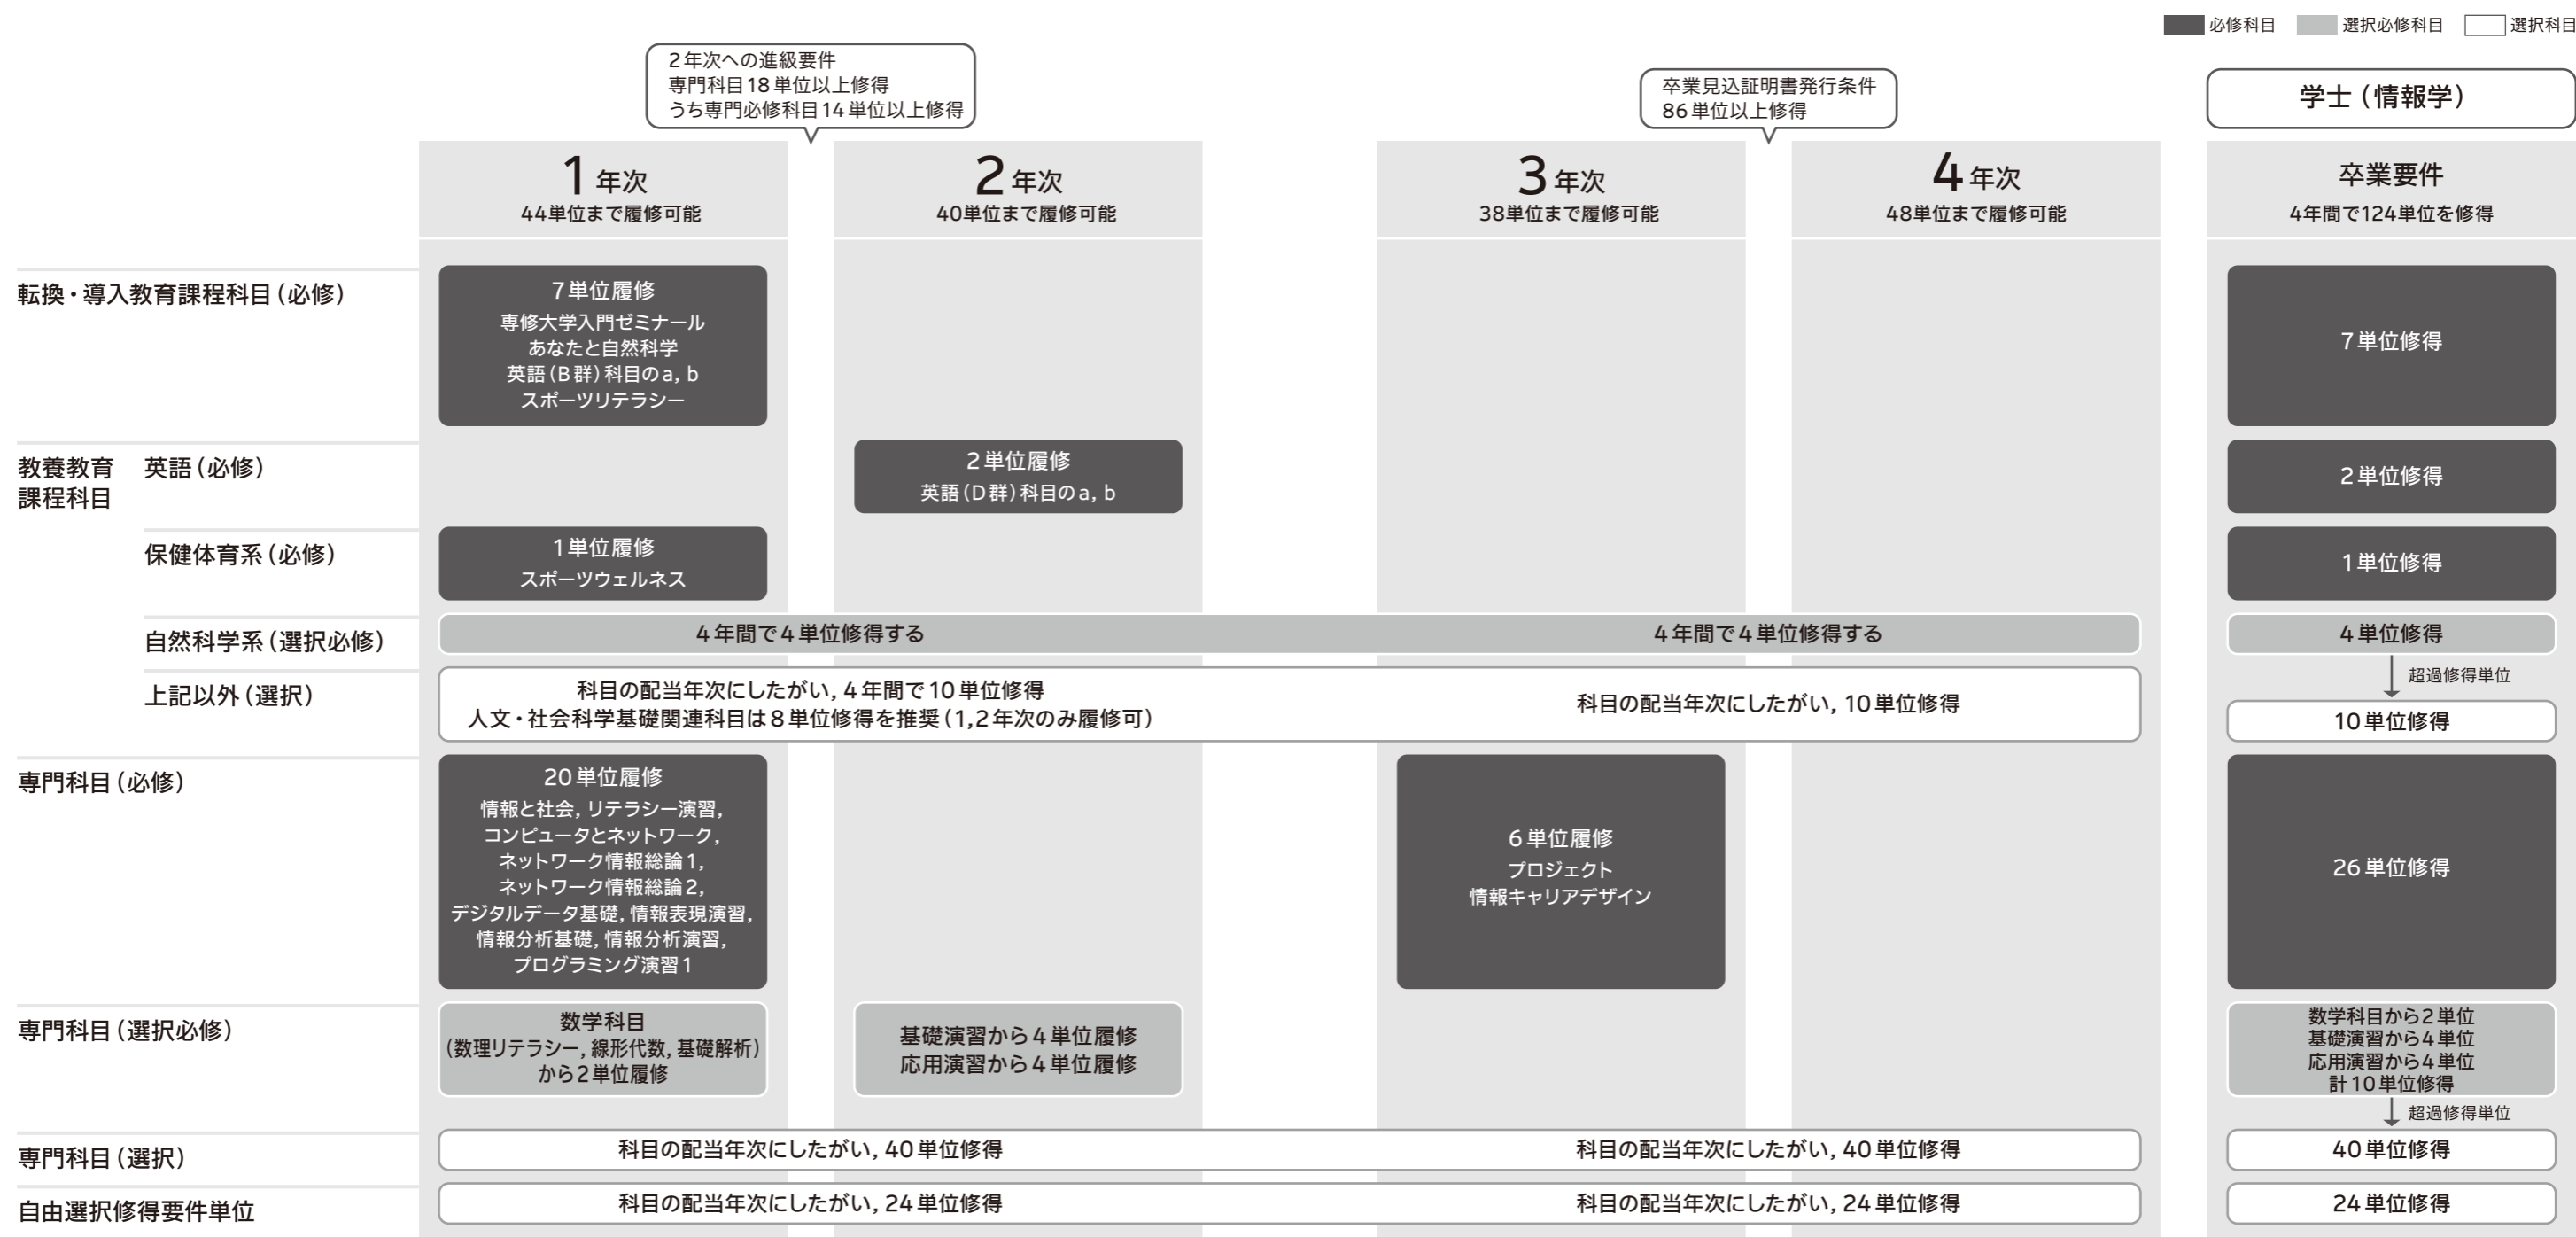 必修科目
選択必修科目
選択科目
2年次への進級要件
専門科目18単位以上修得
うち専門必修科目14単位以上修得
卒業見込証明書発行条件
86単位以上修得
学士（情報学）
1年次
44単位まで履修可能
2年次
40単位まで履修可能
3年次
38単位まで履修可能
4年次
48単位まで履修可能
卒業要件
4年間で124単位を修得
転換・導入教育課程科目（必修）
7単位履修
専修大学入門ゼミナール
あなたと自然科学
英語（B群）科目のa, b
スポーツリテラシー
7単位修得
教養教育
課程科目
英語（必修）
2単位履修
英語（D群）科目のa, b
2単位修得
保健体育系（必修）
1単位履修
スポーツウェルネス
1単位修得
自然科学系（選択必修）
4年間で4単位修得する
4年間で4単位修得する
4単位修得
超過修得単位
上記以外（選択）
科目の配当年次にしたがい, 4年間で10単位修得
人文・社会科学基礎関連科目は8単位修得を推奨（1,2年次のみ履修可）
科目の配当年次にしたがい, 10単位修得
10単位修得
専門科目（必修）
20単位履修
情報と社会, リテラシー演習,
コンピュータとネットワーク,
ネットワーク情報総論1,
ネットワーク情報総論2,
デジタルデータ基礎, 情報表現演習,
情報分析基礎, 情報分析演習,
プログラミング演習1
6単位履修
プロジェクト
情報キャリアデザイン
26単位修得
専門科目（選択必修）
数学科目
（数理リテラシー, 線形代数, 基礎解析）
から2単位履修
基礎演習から4単位履修
応用演習から4単位履修
数学科目から2単位
基礎演習から4単位
応用演習から4単位
計10単位修得
超過修得単位
専門科目（選択）
科目の配当年次にしたがい, 40単位修得
科目の配当年次にしたがい, 40単位修得
40単位修得
自由選択修得要件単位
科目の配当年次にしたがい, 24単位修得
科目の配当年次にしたがい, 24単位修得
24単位修得